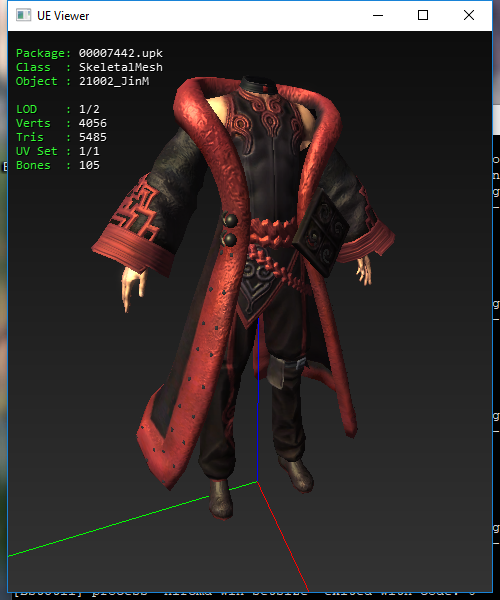 UE Viewer
Package: 00007442.upk
Class : SkeletalMesh
Object : 21002_JinM
LOD : 1/2
Verts : 4056
Tris : 5485
UV Set : 1/1
Bones : 105